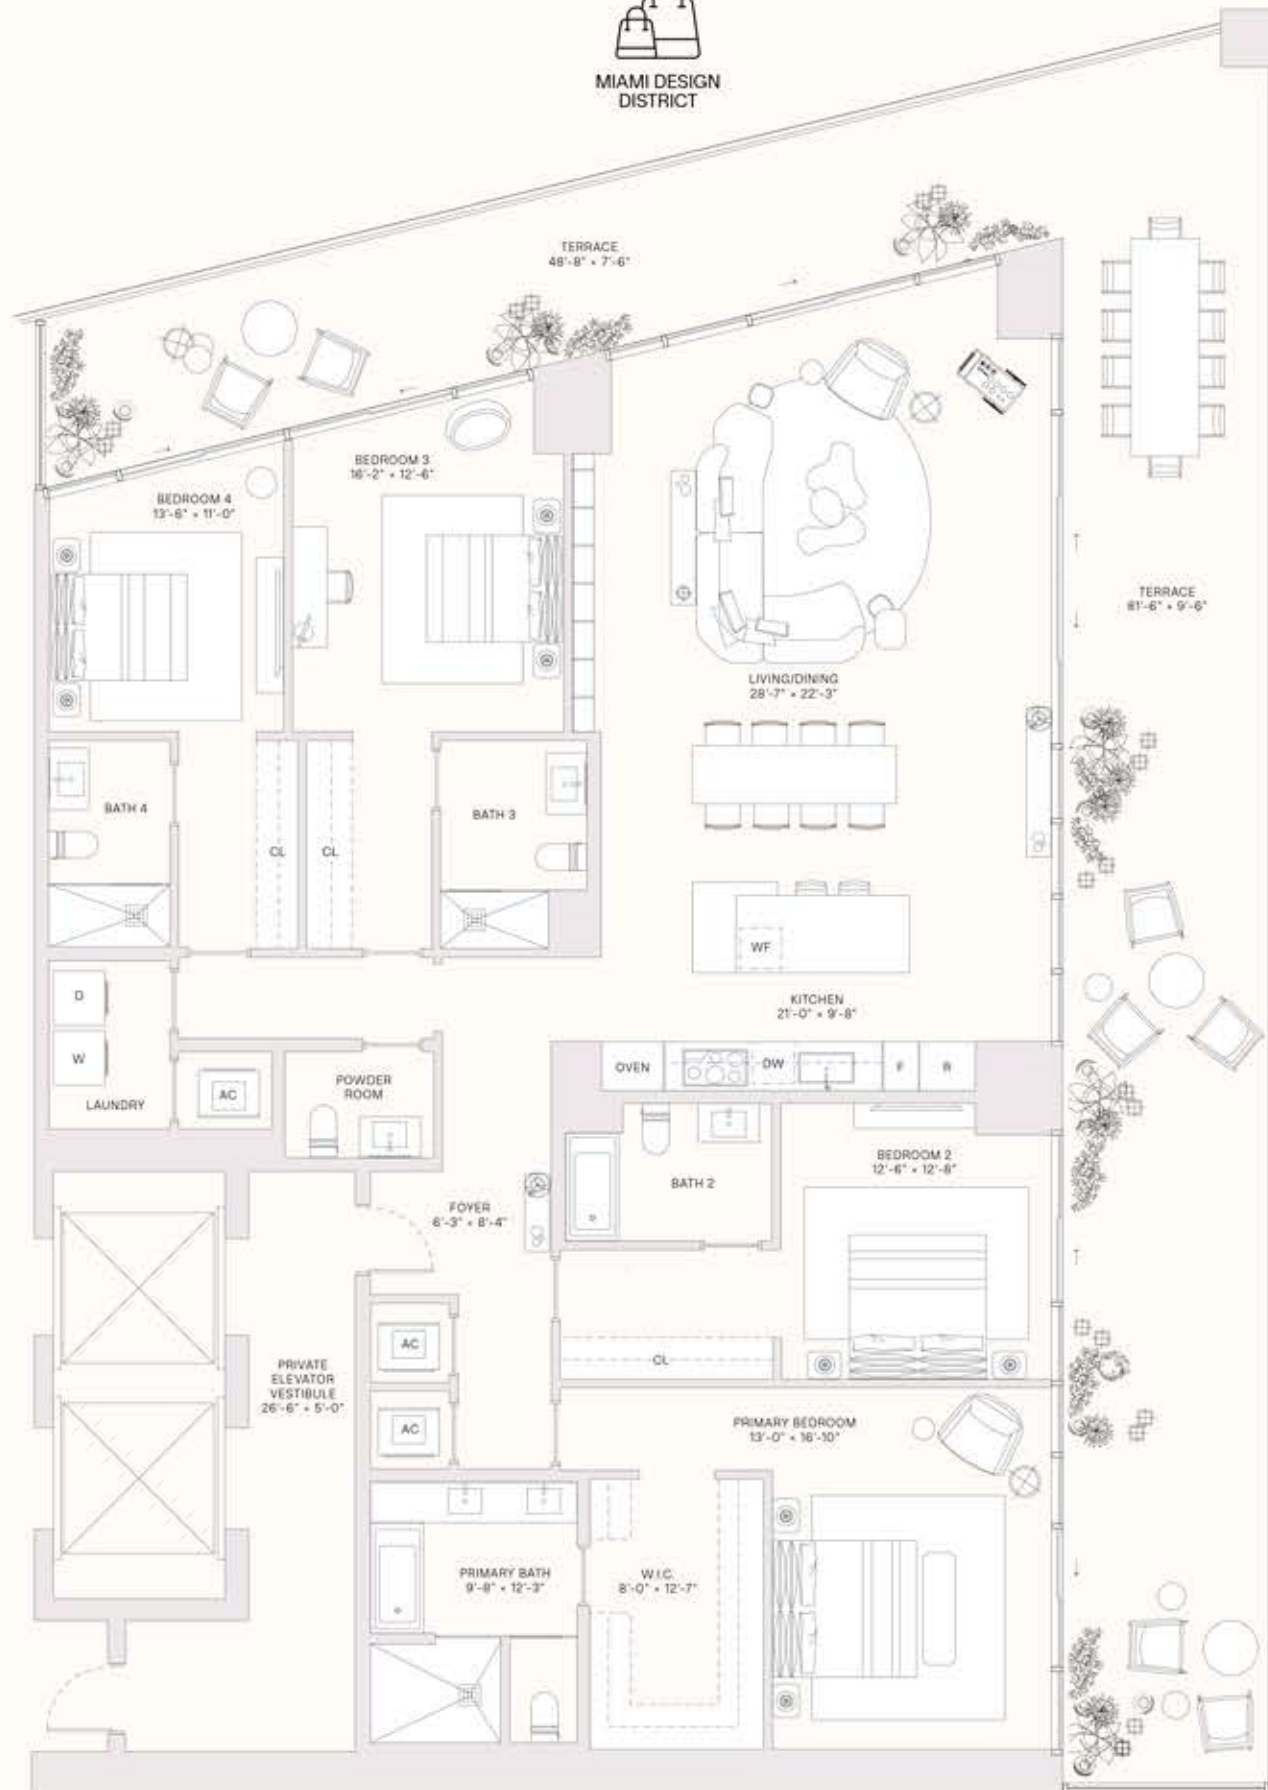 MIAMI DESIGN
DISTRICT
TERRACE
48'-8" × 7'-6"
BEDROOM 3
16'-2" × 12'-6"
BEDROOM 4
13'-6" × 11'-0"
TERRACE
81'-6" × 9'-6"
LIVING/DINING
28'-7" × 22'-3"
BATH 4
BATH 3
CL
CL
WF
D
KITCHEN
21'-0" × 9'-8"
W
OVEN
DW
F
R
LAUNDRY
AC
POWDER
ROOM
BEDROOM 2
12'-6" × 12'-8"
BATH 2
FOYER
6'-3" × 8'-4"
AC
CL
PRIVATE
ELEVATOR
VESTIBULE
26'-6" × 5'-0"
AC
PRIMARY BEDROOM
13'-0" × 16'-10"
PRIMARY BATH
9'-8" × 12'-3"
W.I.C.
8'-0" × 12'-7"